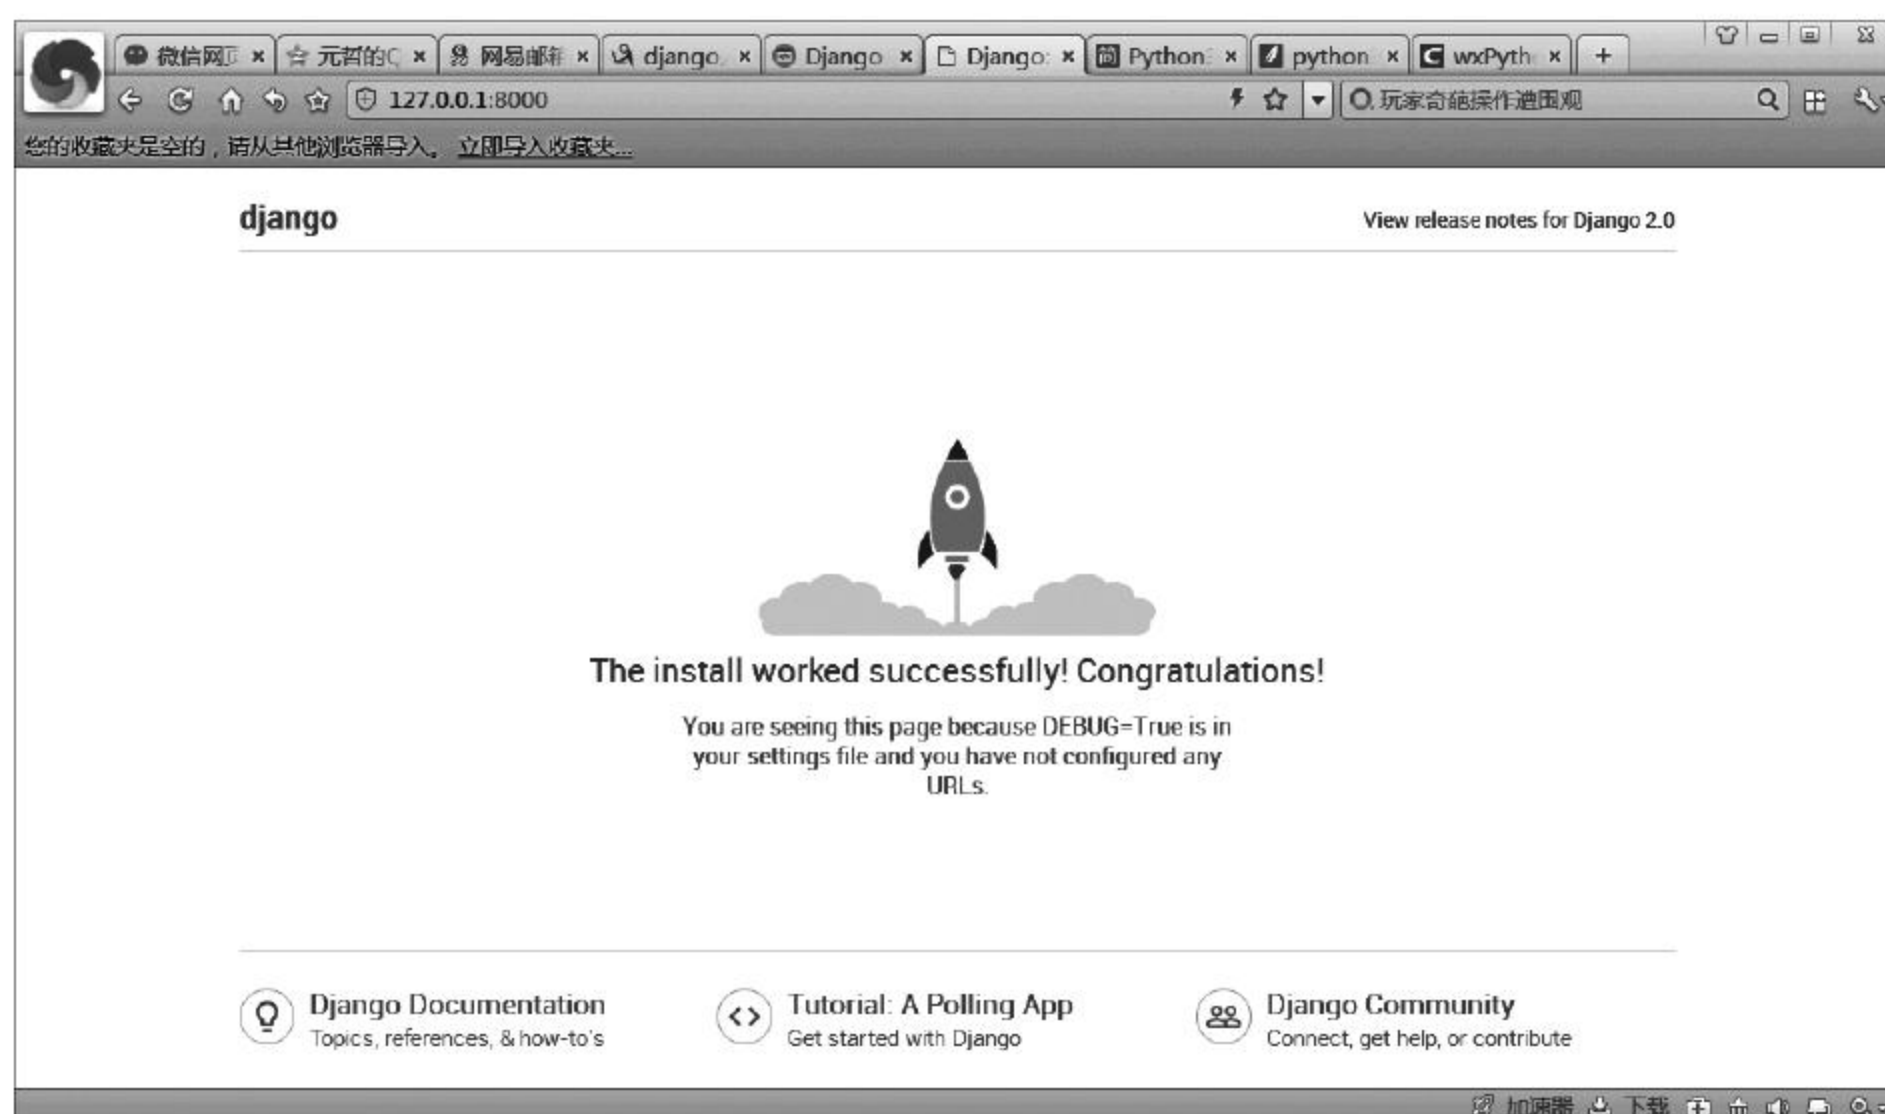 微信网页 元哲的Q 网易邮箱 django Django Django: Python python wxPyth
127.0.0.1:8000 玩家奇葩操作遭围观
您的收藏夹是空的，请从其他浏览器导入。 立即导入收藏夹...
django View release notes for Django 2.0
The install worked successfully! Congratulations!
You are seeing this page because DEBUG=True is in
your settings file and you have not configured any
URLs.
Django Documentation Tutorial: A Polling App Django Community
Topics, references, & how-to's Get started with Django Connect, get help, or contribute
加速器 下载